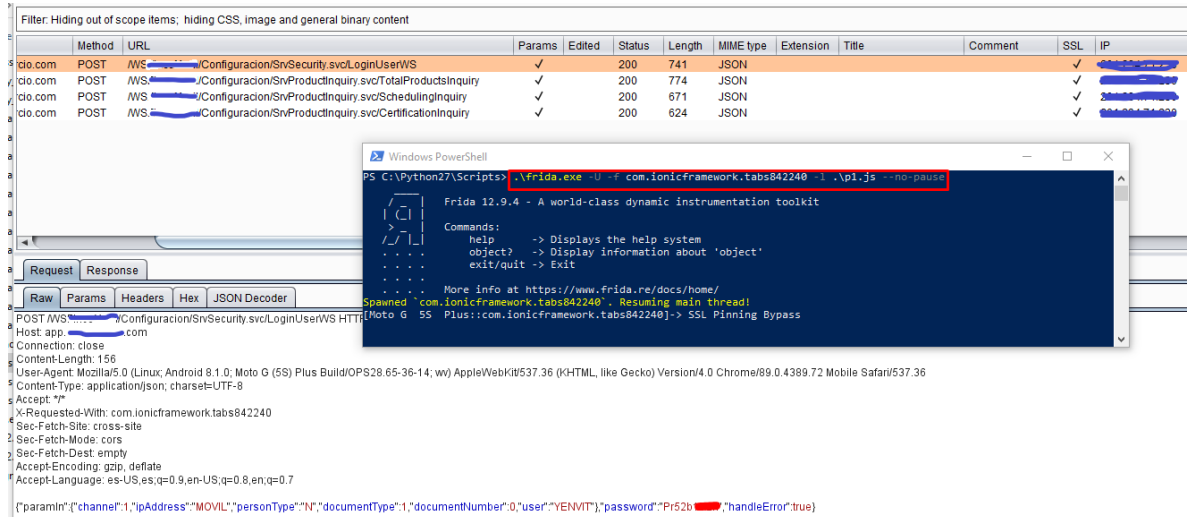 Filter: Hiding out of scope items; hiding CSS, image and general binary content
Method URL Params Edited Status Length MIME type Extension Title Comment SSL IP
rcio.com POST /WS. /Configuracion/SrvSecurity.svc/LoginUserWS ✓ 200 741 JSON ✓
rcio.com POST /WS. /Configuracion/SrvProductInquiry.svc/TotalProductsInquiry ✓ 200 774 JSON ✓
rcio.com POST /WS. /Configuracion/SrvProductInquiry.svc/SchedulingInquiry ✓ 200 671 JSON ✓
rcio.com POST /WS. /Configuracion/SrvProductInquiry.svc/CertificationInquiry ✓ 200 624 JSON ✓
Windows PowerShell
PS C:\Python27\Scripts> .\frida.exe -U -f com.ionicframework.tabs842240 -l .\p1.js --no-pause
Frida 12.9.4 - A world-class dynamic instrumentation toolkit
Commands:
help -> Displays the help system
object? -> Display information about 'object'
exit/quit -> Exit
More info at https://www.frida.re/docs/home/
Spawned `com.ionicframework.tabs842240`. Resuming main thread!
[Moto G 5S Plus::com.ionicframework.tabs842240]-> SSL Pinning Bypass
Request Response
Raw Params Headers Hex JSON Decoder
POST /WS. /Configuracion/SrvSecurity.svc/LoginUserWS HTT
Host: app. .com
Connection: close
Content-Length: 156
User-Agent: Mozilla/5.0 (Linux; Android 8.1.0; Moto G (5S) Plus Build/OPS28.65-36-14; wv) AppleWebKit/537.36 (KHTML, like Gecko) Version/4.0 Chrome/89.0.4389.72 Mobile Safari/537.36
Content-Type: application/json; charset=UTF-8
Accept: */*
X-Requested-With: com.ionicframework.tabs842240
Sec-Fetch-Site: cross-site
Sec-Fetch-Mode: cors
Sec-Fetch-Dest: empty
Accept-Encoding: gzip, deflate
Accept-Language: es-US,es;q=0.9,en-US;q=0.8,en;q=0.7
{"paramIn":{"channel":1,"ipAddress":"MOVIL","personType":"N","documentType":1,"documentNumber":0,"user":"YENVIT"},"password":"Pr52b ","handleError":true}